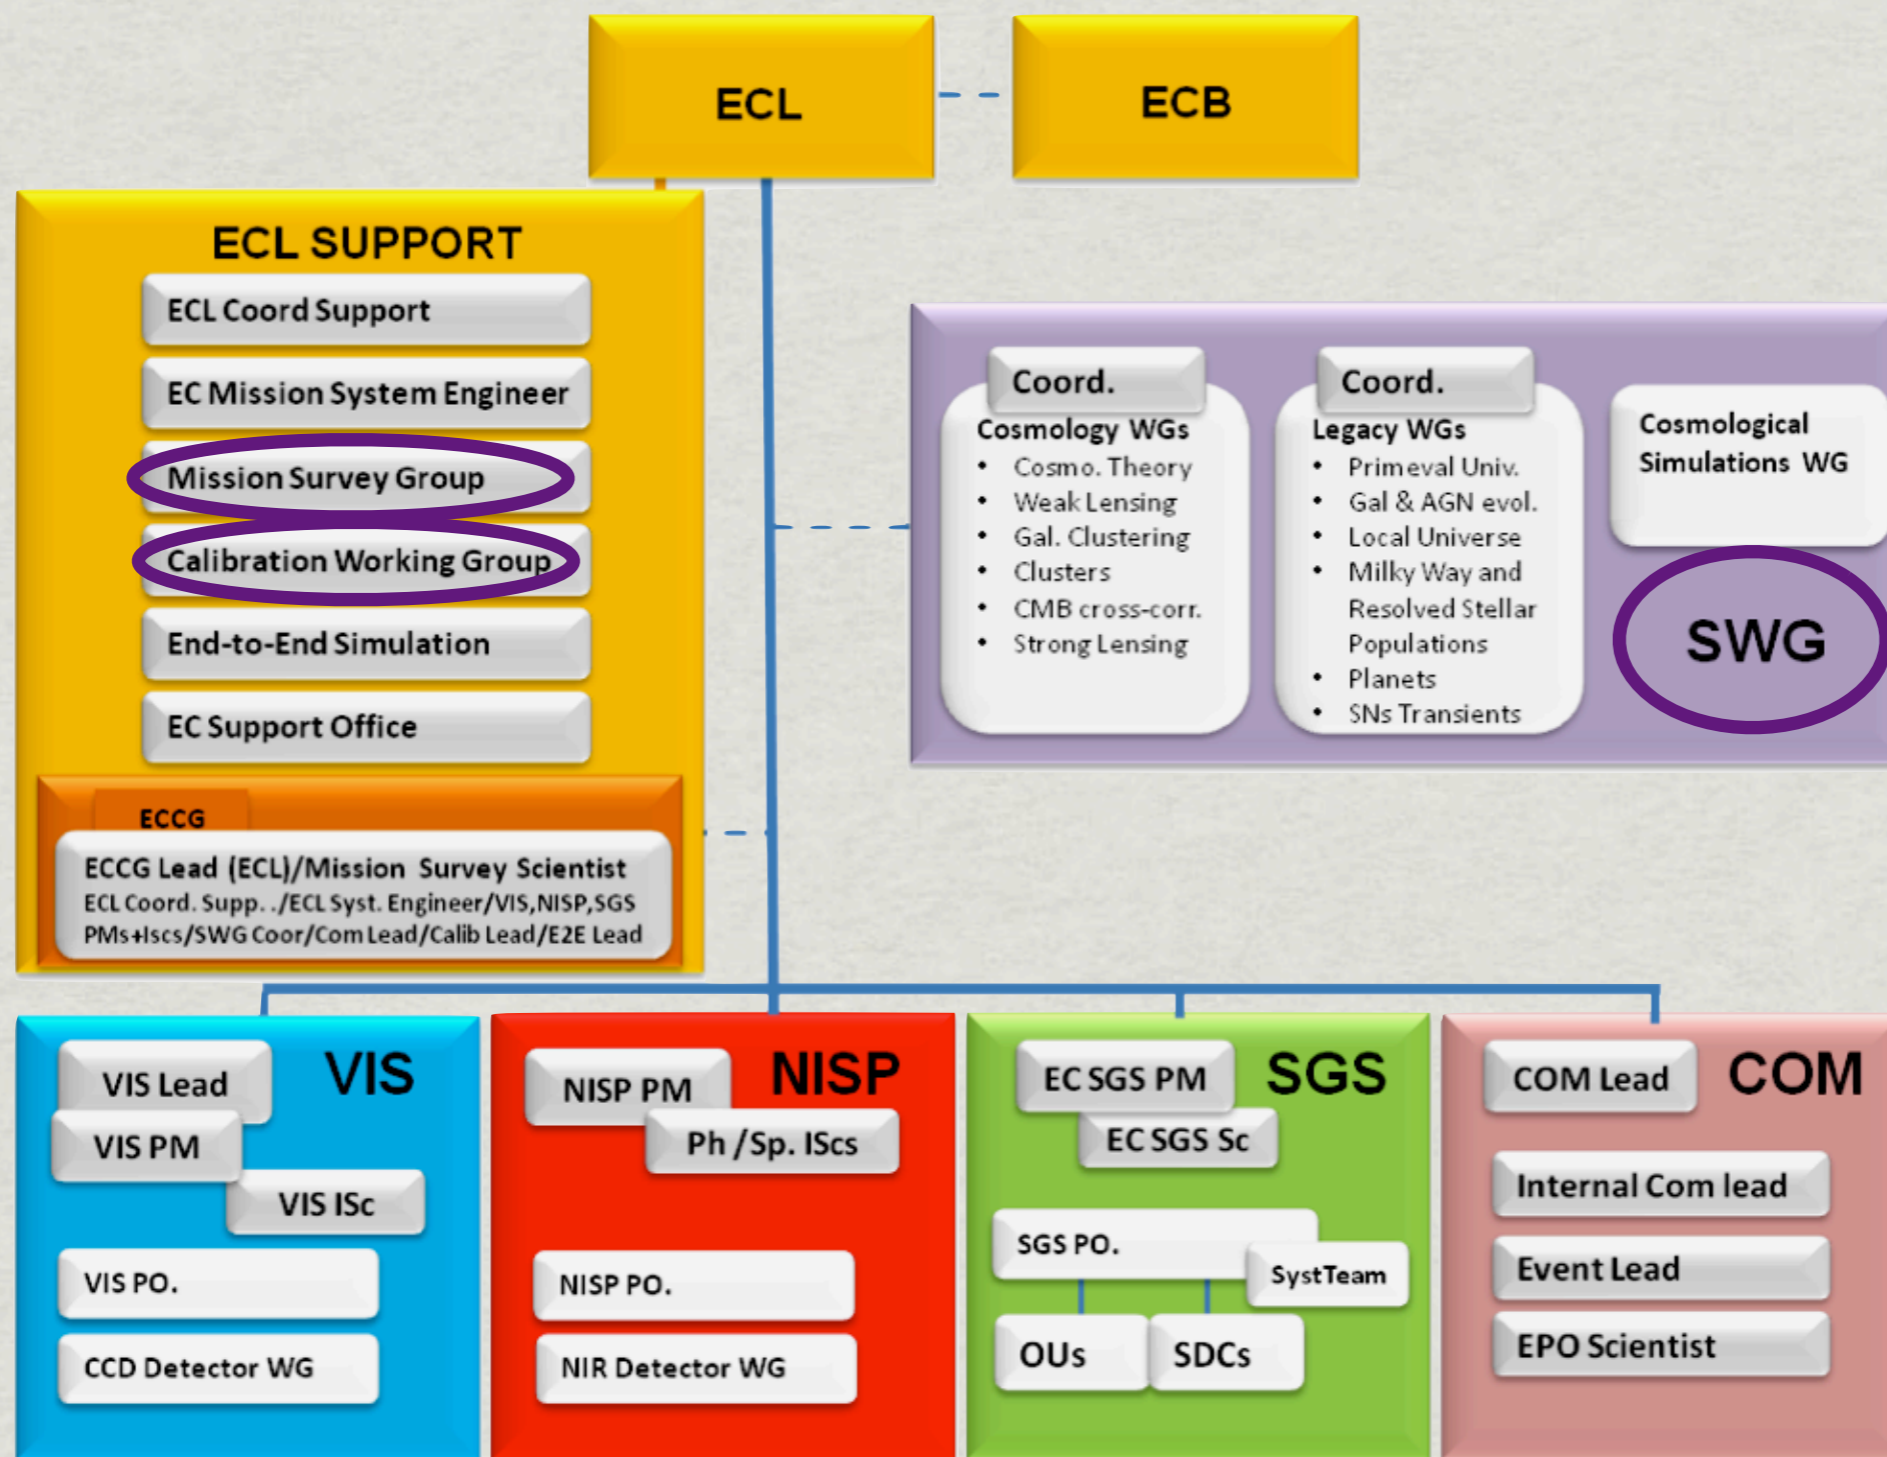 ECL
ECB
ECL SUPPORT
ECL Coord Support
EC Mission System Engineer
Mission Survey Group
Calibration Working Group
End-to-End Simulation
EC Support Office
ECCG
ECCG Lead (ECL)/Mission Survey Scientist
ECL Coord. Supp. ./ECL Syst. Engineer/VIS,NISP,SGS
PMs+Iscs/SWG Coor/Com Lead/Calib Lead/E2E Lead
Coord.
Cosmology WGs
• Cosmo. Theory
• Weak Lensing
• Gal. Clustering
• Clusters
• CMB cross-corr.
• Strong Lensing
Coord.
Legacy WGs
• Primeval Univ.
• Gal & AGN evol.
• Local Universe
• Milky Way and
Resolved Stellar
Populations
• Planets
• SNs Transients
Cosmological
Simulations WG
SWG
VIS Lead
VIS
VIS PM
VIS ISc
VIS PO.
CCD Detector WG
NISP PM
NISP
Ph /Sp. IScs
NISP PO.
NIR Detector WG
EC SGS PM
SGS
EC SGS Sc
SGS PO.
SystTeam
OUs
SDCs
COM Lead
COM
Internal Com lead
Event Lead
EPO Scientist